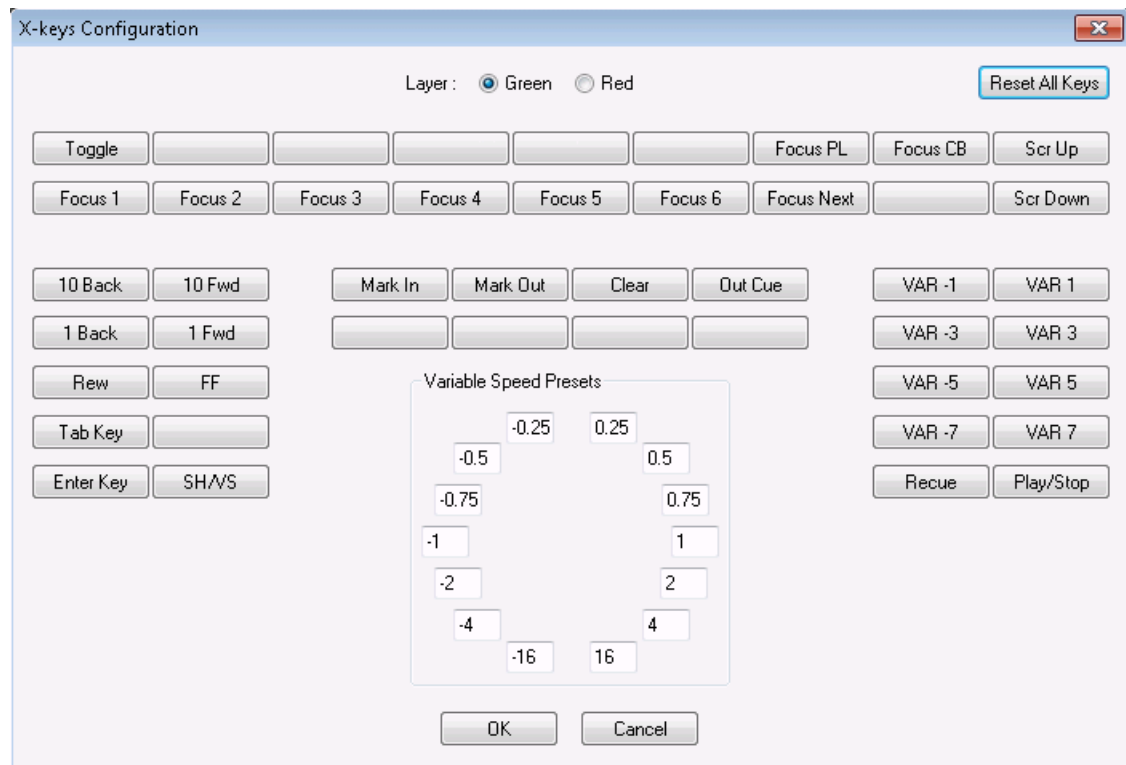 X-keys Configuration
Layer : Green Red Reset All Keys
Toggle Focus PL Focus CB Scr Up
Focus 1 Focus 2 Focus 3 Focus 4 Focus 5 Focus 6 Focus Next Scr Down
10 Back 10 Fwd Mark In Mark Out Clear Out Cue VAR -1 VAR 1
1 Back 1 Fwd VAR -3 VAR 3
Rew FF Variable Speed Presets VAR -5 VAR 5
-0.25 0.25
Tab Key VAR -7 VAR 7
-0.5 0.5
Enter Key SH/VS Recue Play/Stop
-0.75 0.75
-1 1
-2 2
-4 4
-16 16
OK Cancel